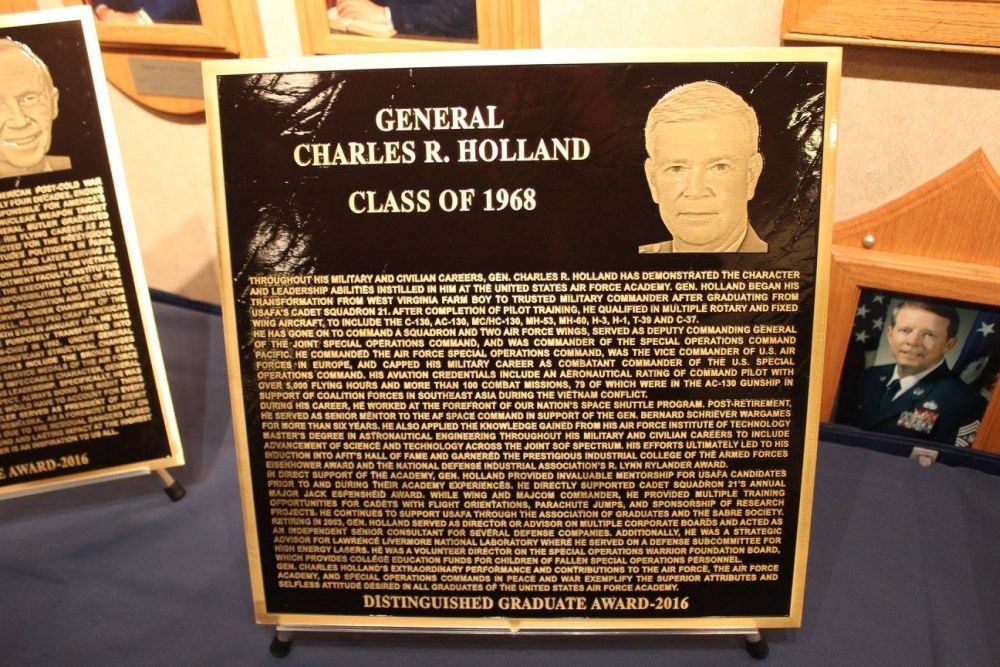 GENERAL
CHARLES R. HOLLAND
CLASS OF 1968
THROUGHOUT HIS MILITARY AND CIVILIAN CAREERS, GEN. CHARLES R. HOLLAND HAS DEMONSTRATED THE CHARACTER
AND LEADERSHIP ABILITIES INSTILLED IN HIM AT THE UNITED STATES AIR FORCE ACADEMY. GEN. HOLLAND BEGAN HIS
TRANSFORMATION FROM WEST VIRGINIA FARM BOY TO TRUSTED MILITARY COMMANDER AFTER GRADUATING FROM
USAFA'S CADET SQUADRON 21. AFTER COMPLETION OF PILOT TRAINING, HE QUALIFIED IN MULTIPLE ROTARY AND FIXED
WING AIRCRAFT, TO INCLUDE THE C-130, AC-130, MC/HC-130, MH-53, MH-60, H-3, H-1, T-39 AND C-37.
HE HAS GONE ON TO COMMAND A SQUADRON AND TWO AIR FORCE WINGS, SERVED AS DEPUTY COMMANDING GENERAL
OF THE JOINT SPECIAL OPERATIONS COMMAND, AND WAS COMMANDER OF THE SPECIAL OPERATIONS COMMAND
PACIFIC. HE COMMANDED THE AIR FORCE SPECIAL OPERATIONS COMMAND, WAS THE VICE COMMANDER OF U.S. AIR
FORCES IN EUROPE, AND CAPPED HIS MILITARY CAREER AS COMBATANT COMMANDER OF THE U.S. SPECIAL
OPERATIONS COMMAND. HIS AVIATION CREDENTIALS INCLUDE AN AERONAUTICAL RATING OF COMMAND PILOT WITH
OVER 5,000 FLYING HOURS AND MORE THAN 100 COMBAT MISSIONS, 79 OF WHICH WERE IN THE AC-130 GUNSHIP IN
SUPPORT OF COALITION FORCES IN SOUTHEAST ASIA DURING THE VIETNAM CONFLICT.
DURING HIS CAREER, HE WORKED AT THE FOREFRONT OF OUR NATION'S SPACE SHUTTLE PROGRAM. POST-RETIREMENT,
HE SERVED AS SENIOR MENTOR TO THE AF SPACE COMMAND IN SUPPORT OF THE GEN. BERNARD SCHRIEVER WARGAMES
FOR MORE THAN SIX YEARS. HE ALSO APPLIED THE KNOWLEDGE GAINED FROM HIS AIR FORCE INSTITUTE OF TECHNOLOGY
MASTER'S DEGREE IN ASTRONAUTICAL ENGINEERING THROUGHOUT HIS MILITARY AND CIVILIAN CAREERS TO INCLUDE
ADVANCEMENT OF SCIENCE AND TECHNOLOGY ACROSS THE JOINT SOF SPECTRUM. HIS EFFORTS ULTIMATELY LED TO HIS
INDUCTION INTO AFIT'S HALL OF FAME AND GARNERED THE PRESTIGIOUS INDUSTRIAL COLLEGE OF THE ARMED FORCES
EISENHOWER AWARD AND THE NATIONAL DEFENSE INDUSTRIAL ASSOCIATION'S R. LYNN RYLANDER AWARD.
IN DIRECT SUPPORT OF THE ACADEMY, GEN. HOLLAND PROVIDED INVALUABLE MENTORSHIP FOR USAFA CANDIDATES
PRIOR TO AND DURING THEIR ACADEMY EXPERIENCES. HE DIRECTLY SUPPORTED CADET SQUADRON 21'S ANNUAL
MAJOR JACK ESPENSHEID AWARD. WHILE WING AND MAJCOM COMMANDER, HE PROVIDED MULTIPLE TRAINING
OPPORTUNITIES FOR CADETS WITH FLIGHT ORIENTATIONS, PARACHUTE JUMPS, AND SPONSORSHIP OF RESEARCH
PROJECTS. HE CONTINUES TO SUPPORT USAFA THROUGH THE ASSOCIATION OF GRADUATES AND THE SABRE SOCIETY.
RETIRING IN 2003, GEN. HOLLAND SERVED AS DIRECTOR OR ADVISOR ON MULTIPLE CORPORATE BOARDS AND ACTED AS
AN INDEPENDENT SENIOR CONSULTANT FOR SEVERAL DEFENSE COMPANIES. ADDITIONALLY, HE WAS A STRATEGIC
ADVISOR FOR LAWRENCE LIVERMORE NATIONAL LABORATORY WHERE HE SERVED ON A DEFENSE SUBCOMMITTEE FOR
HIGH ENERGY LASERS. HE WAS A VOLUNTEER DIRECTOR ON THE SPECIAL OPERATIONS WARRIOR FOUNDATION BOARD,
WHICH PROVIDES COLLEGE EDUCATION FUNDS FOR CHILDREN OF FALLEN SPECIAL OPERATIONS PERSONNEL.
GEN. CHARLES HOLLAND'S EXTRAORDINARY PERFORMANCE AND CONTRIBUTIONS TO THE AIR FORCE, THE AIR FORCE
ACADEMY, AND SPECIAL OPERATIONS COMMANDS IN PEACE AND WAR EXEMPLIFY THE SUPERIOR ATTRIBUTES AND
SELFLESS ATTITUDE DESIRED IN ALL GRADUATES OF THE UNITED STATES AIR FORCE ACADEMY.
DISTINGUISHED GRADUATE AWARD-2016
AMERICAN POST-COLD WAR
FOUR DECADES
NUCLEAR WEAPON
AWARD-2016